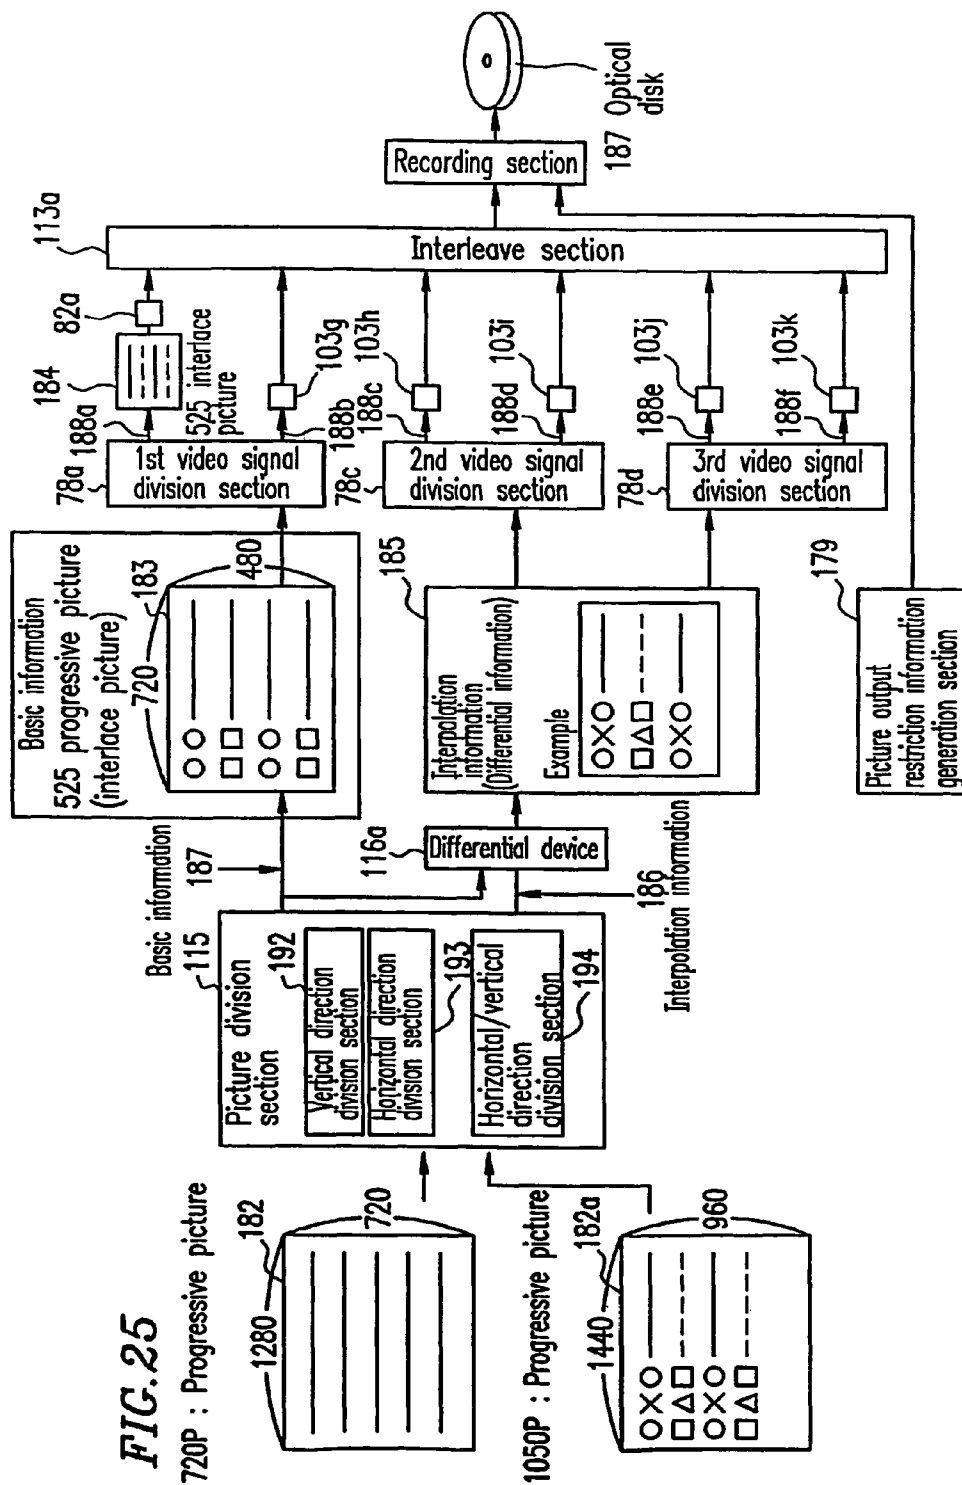 FIG.25
720P : Progressive picture
1280
182
720
1050P : Progressive picture
1440
182a
960
115
Picture division
section
192
Vertical direction
division section
Horizontal direction
division section
193
Horizontal/vertical
direction
division section
194
Basic information
187
116a
Differential device
186
Interpolation information
Basic information
525 progressive picture
(interlace picture)
720
183
480
185
Interpolation
information
(Differential information)
Example
179
Picture output
restriction information
generation section
78a
1st video signal
division section
78c
2nd video signal
division section
78d
3rd video signal
division section
188a
184
82a
525 interlace
picture
188b
103g
188c
103h
188d
103i
188e
103j
188f
103k
113a
Interleave section
Recording section
187 Optical
disk